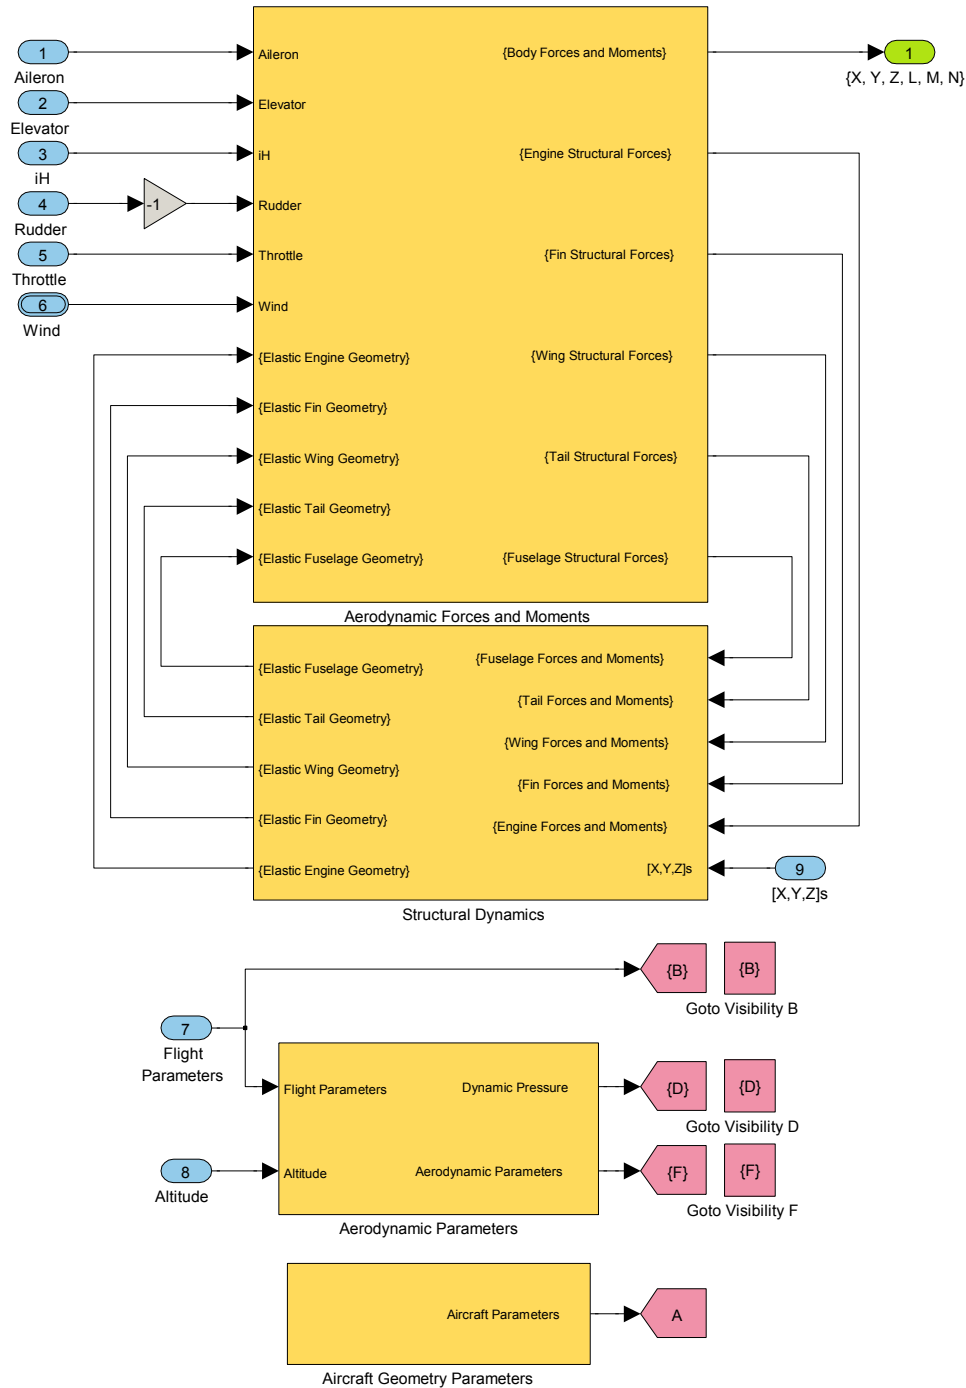 1
Aileron
2
Elevator
3
iH
4
Rudder
-1
5
Throttle
6
Wind
Aileron
Elevator
iH
Rudder
Throttle
Wind
{Elastic Engine Geometry}
{Elastic Fin Geometry}
{Elastic Wing Geometry}
{Elastic Tail Geometry}
{Elastic Fuselage Geometry}
{Body Forces and Moments}
{Engine Structural Forces}
{Fin Structural Forces}
{Wing Structural Forces}
{Tail Structural Forces}
{Fuselage Structural Forces}
1
{X, Y, Z, L, M, N}
Aerodynamic Forces and Moments
{Elastic Fuselage Geometry}
{Elastic Tail Geometry}
{Elastic Wing Geometry}
{Elastic Fin Geometry}
{Elastic Engine Geometry}
{Fuselage Forces and Moments}
{Tail Forces and Moments}
{Wing Forces and Moments}
{Fin Forces and Moments}
{Engine Forces and Moments}
[X,Y,Z]s
9
[X,Y,Z]s
Structural Dynamics
{B}
{B}
Goto Visibility B
7
Flight
Parameters
Flight Parameters
Dynamic Pressure
{D}
{D}
Goto Visibility D
8
Altitude
Altitude
Aerodynamic Parameters
{F}
{F}
Goto Visibility F
Aerodynamic Parameters
Aircraft Parameters
A
Aircraft Geometry Parameters